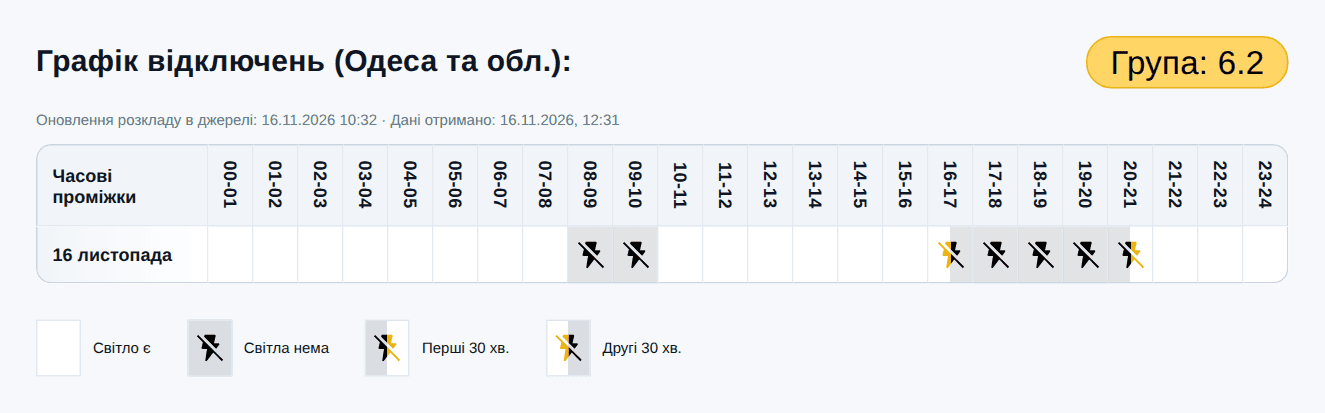 Графік відключень (Одеса та обл.):
Група: 6.2
Оновлення розкладу в джерелі: 16.11.2026 10:32 · Дані отримано: 16.11.2026, 12:31
Часові
проміжки
00-01
01-02
02-03
03-04
04-05
05-06
06-07
07-08
08-09
09-10
10-11
11-12
12-13
13-14
14-15
15-16
16-17
17-18
18-19
19-20
20-21
21-22
22-23
23-24
16 листопада
Світло є
Світла нема
Перші 30 хв.
Другі 30 хв.